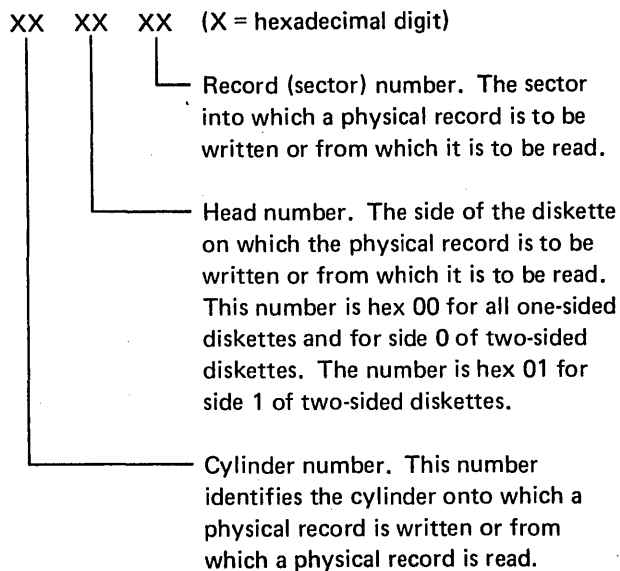 XX XX XX (X = hexadecimal digit)
Record (sector) number. The sector
into which a physical record is to be
written or from which it is to be read.
Head number. The side of the diskette
on which the physical record is to be
written or from which it is to be read.
This number is hex 00 for all one-sided
diskettes and for side 0 of two-sided
diskettes. The number is hex 01 for
side 1 of two-sided diskettes.
Cylinder number. This number
identifies the cylinder onto which a
physical record is written or from
which a physical record is read.